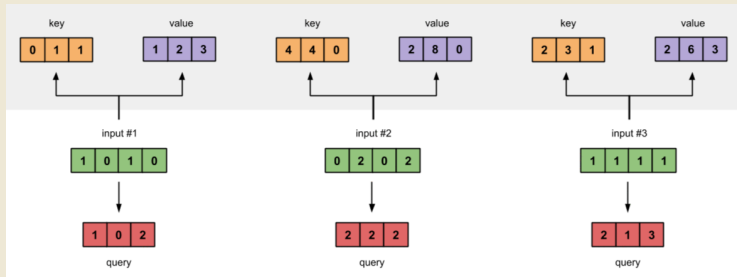 key value key value key value
0 1 1 1 2 3 4 4 0 2 8 0 2 3 1 2 6 3
input #1 input #2 input #3
1 0 1 0 0 2 0 2 1 1 1 1
1 0 2 2 2 2 2 1 3
query query query